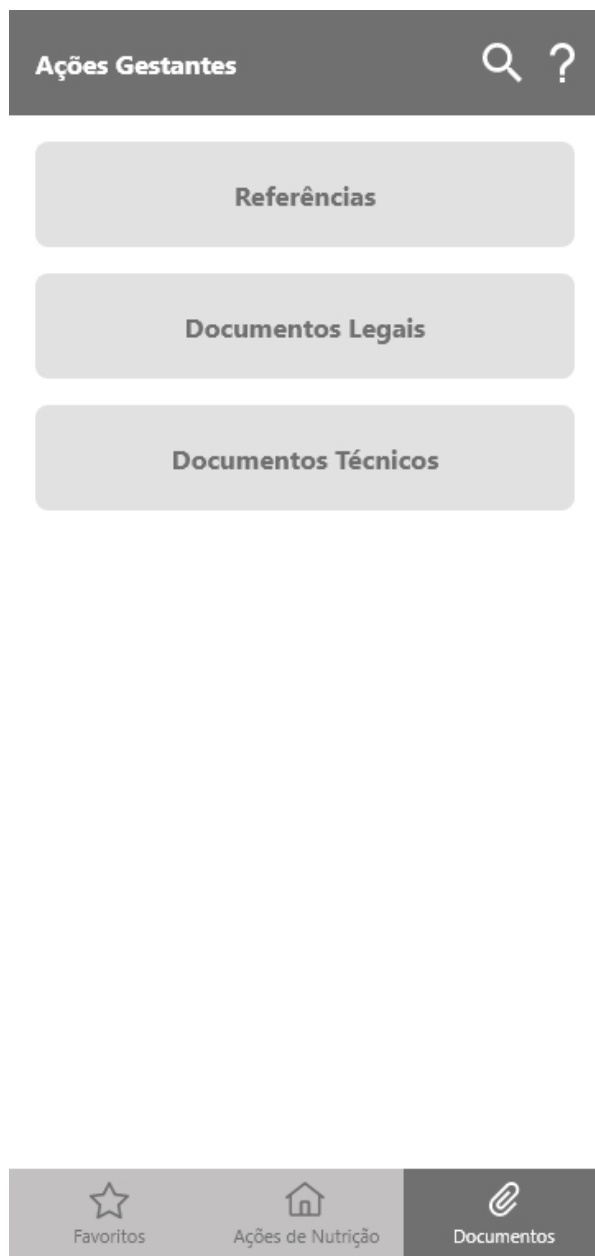 Ações Gestantes
?
Referências
Documentos Legais
Documentos Técnicos
Favoritos
Ações de Nutrição
Documentos